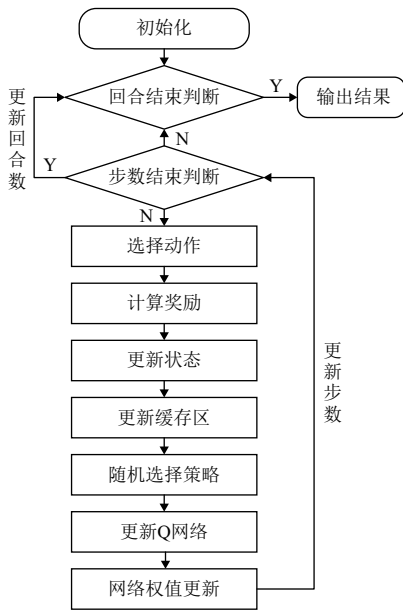 初始化
回合结束判断
Y
输出结果
更新回合数
N
Y
步数结束判断
N
选择动作
计算奖励
更新状态
更新缓存区
随机选择策略
更新Q网络
网络权值更新
更新步数